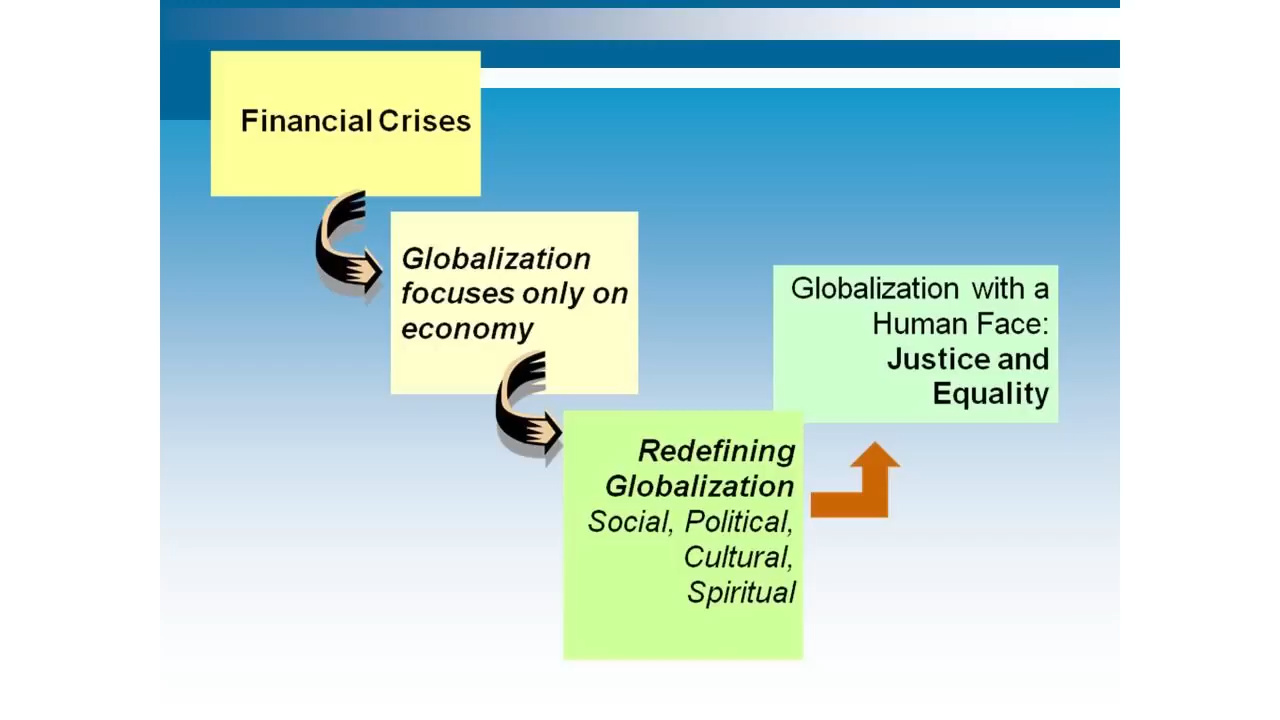 Financial Crises
Globalization
focuses only on
economy
Redefining
Globalization
Social, Political,
Cultural,
Spiritual
Globalization with a
Human Face:
Justice and
Equality